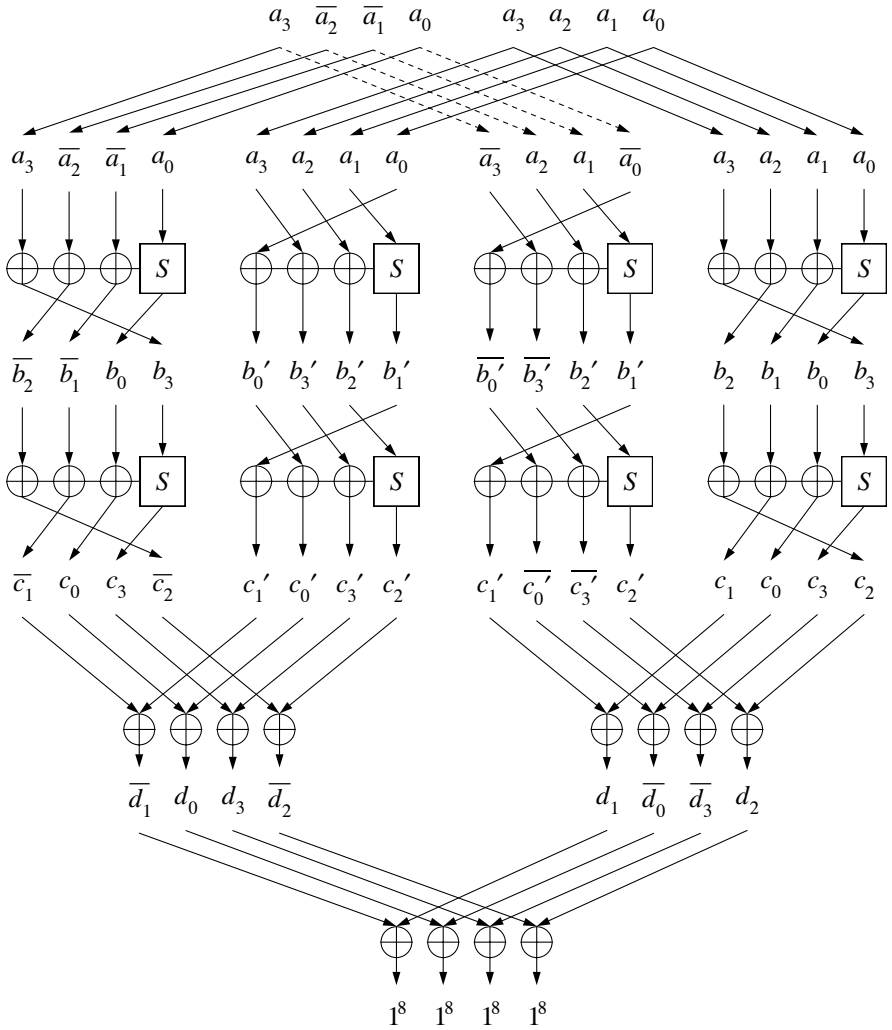 a₃ a̅₂ a̅₁ a₀ a₃ a₂ a₁ a₀
a₃ a̅₂ a̅₁ a₀ a₃ a₂ a₁ a₀ a̅₃ a₂ a₁ a̅₀ a₃ a₂ a₁ a₀
S S S S
b̅₂ b̅₁ b₀ b₃ b₀′ b₃′ b₂′ b₁′ b̅₀̅′ b̅₃̅′ b₂′ b₁′ b₂ b₁ b₀ b₃
S S S S
c̅₁ c₀ c₃ c̅₂ c₁′ c₀′ c₃′ c₂′ c₁′ c̅₀̅′ c̅₃̅′ c₂′ c₁ c₀ c₃ c₂
d̅₁ d₀ d₃ d̅₂ d₁ d̅₀ d̅₃ d₂
1⁸ 1⁸ 1⁸ 1⁸